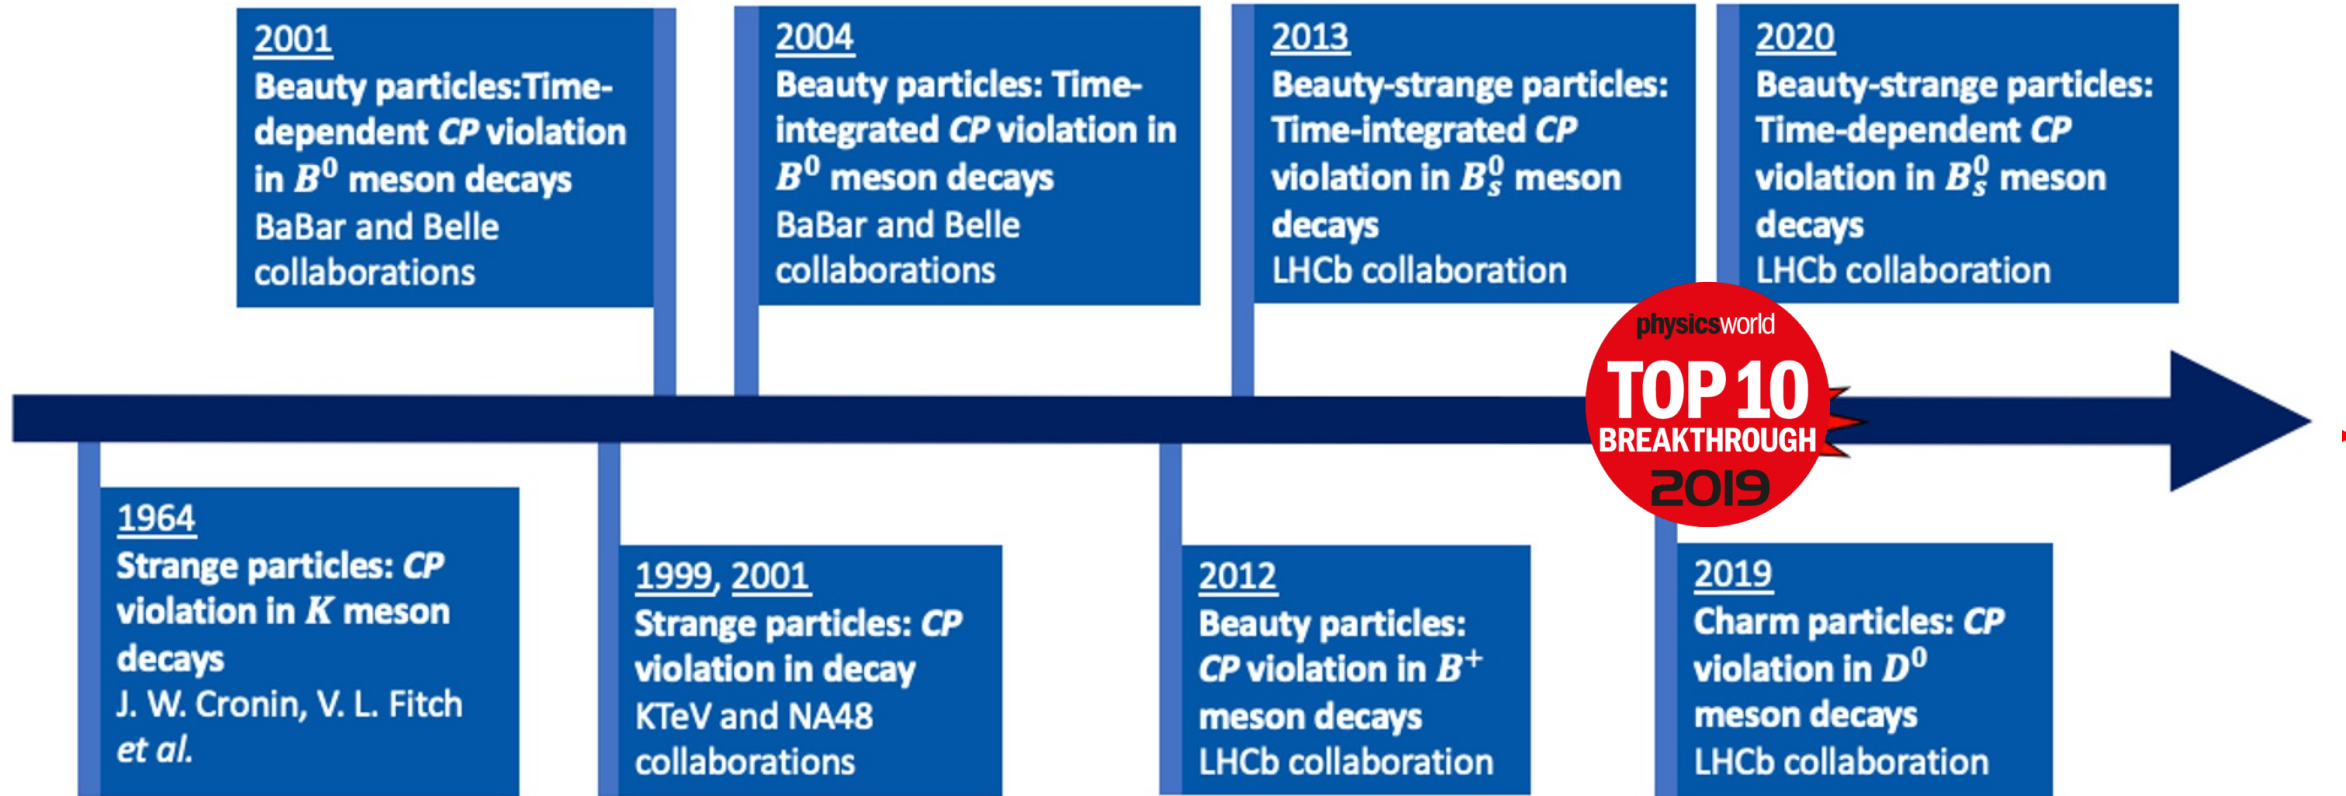 2001
Beauty particles:Time-
dependent CP violation
in B⁰ meson decays
BaBar and Belle
collaborations
2004
Beauty particles: Time-
integrated CP violation in
B⁰ meson decays
BaBar and Belle
collaborations
2013
Beauty-strange particles:
Time-integrated CP
violation in B_s^0 meson
decays
LHCb collaboration
2020
Beauty-strange particles:
Time-dependent CP
violation in B_s^0 meson
decays
LHCb collaboration
physicsworld
TOP 10
BREAKTHROUGH
2019
1964
Strange particles: CP
violation in K meson
decays
J. W. Cronin, V. L. Fitch
et al.
1999, 2001
Strange particles: CP
violation in decay
KTeV and NA48
collaborations
2012
Beauty particles:
CP violation in B⁺
meson decays
LHCb collaboration
2019
Charm particles: CP
violation in D⁰
meson decays
LHCb collaboration